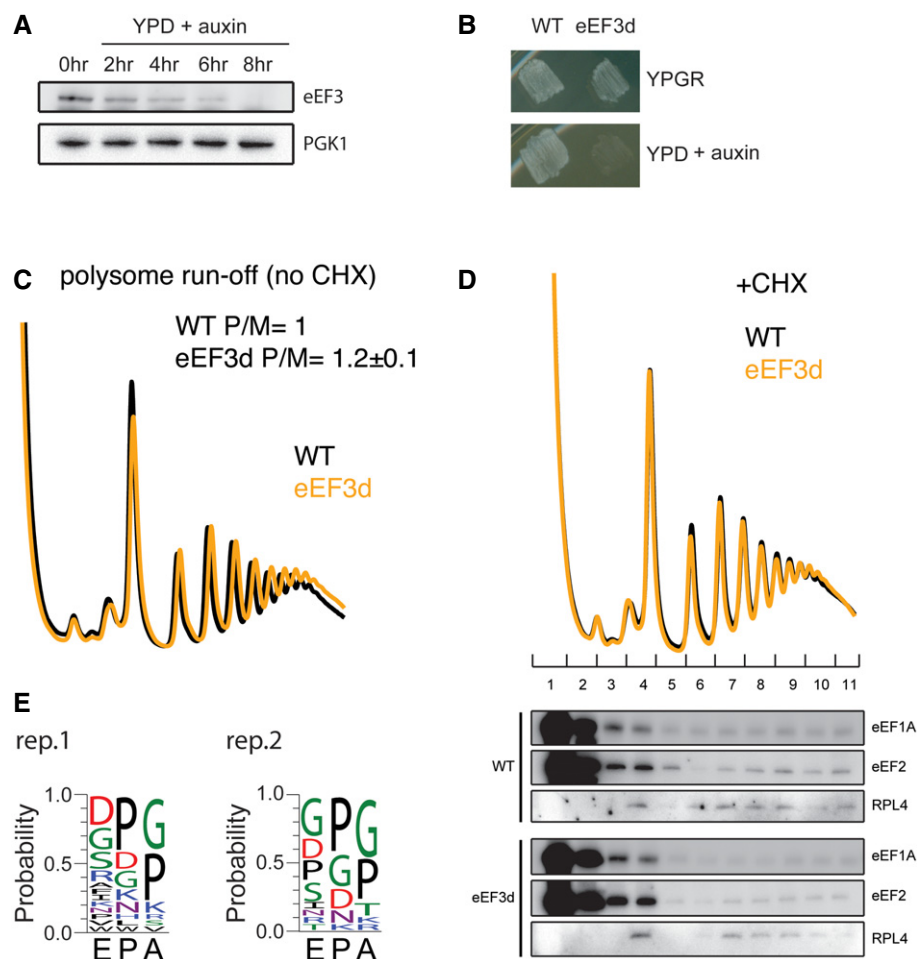 A
YPD + auxin
0hr 2hr 4hr 6hr 8hr
eEF3
PGK1
B
WT eEF3d
YPGR
YPD + auxin
C
polysome run-off (no CHX)
WT P/M= 1
eEF3d P/M= 1.2±0.1
WT
eEF3d
D
+CHX
WT
eEF3d
1 2 3 4 5 6 7 8 9 10 11
WT
eEF1A
eEF2
RPL4
eEF3d
eEF1A
eEF2
RPL4
E
rep.1
Probability
1.0
0.5
0.0
D P G
G D P
S G K
R K
N
E P A
rep.2
Probability
1.0
0.5
0.0
G P G
D G P
P D T
S N K
E P A